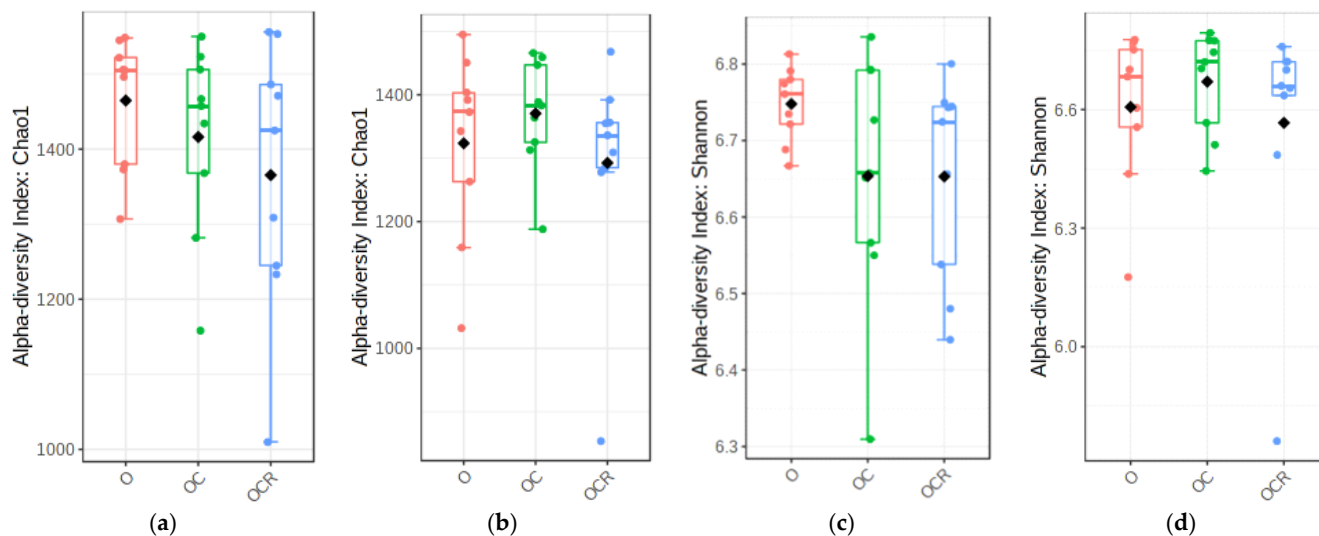 Alpha-diversity Index: Chao1
1400
1200
1000
O
OC
OCR
(a)
Alpha-diversity Index: Chao1
1400
1200
1000
O
OC
OCR
(b)
Alpha-diversity Index: Shannon
6.8
6.7
6.6
6.5
6.4
6.3
O
OC
OCR
(c)
Alpha-diversity Index: Shannon
6.6
6.3
6.0
O
OC
OCR
(d)